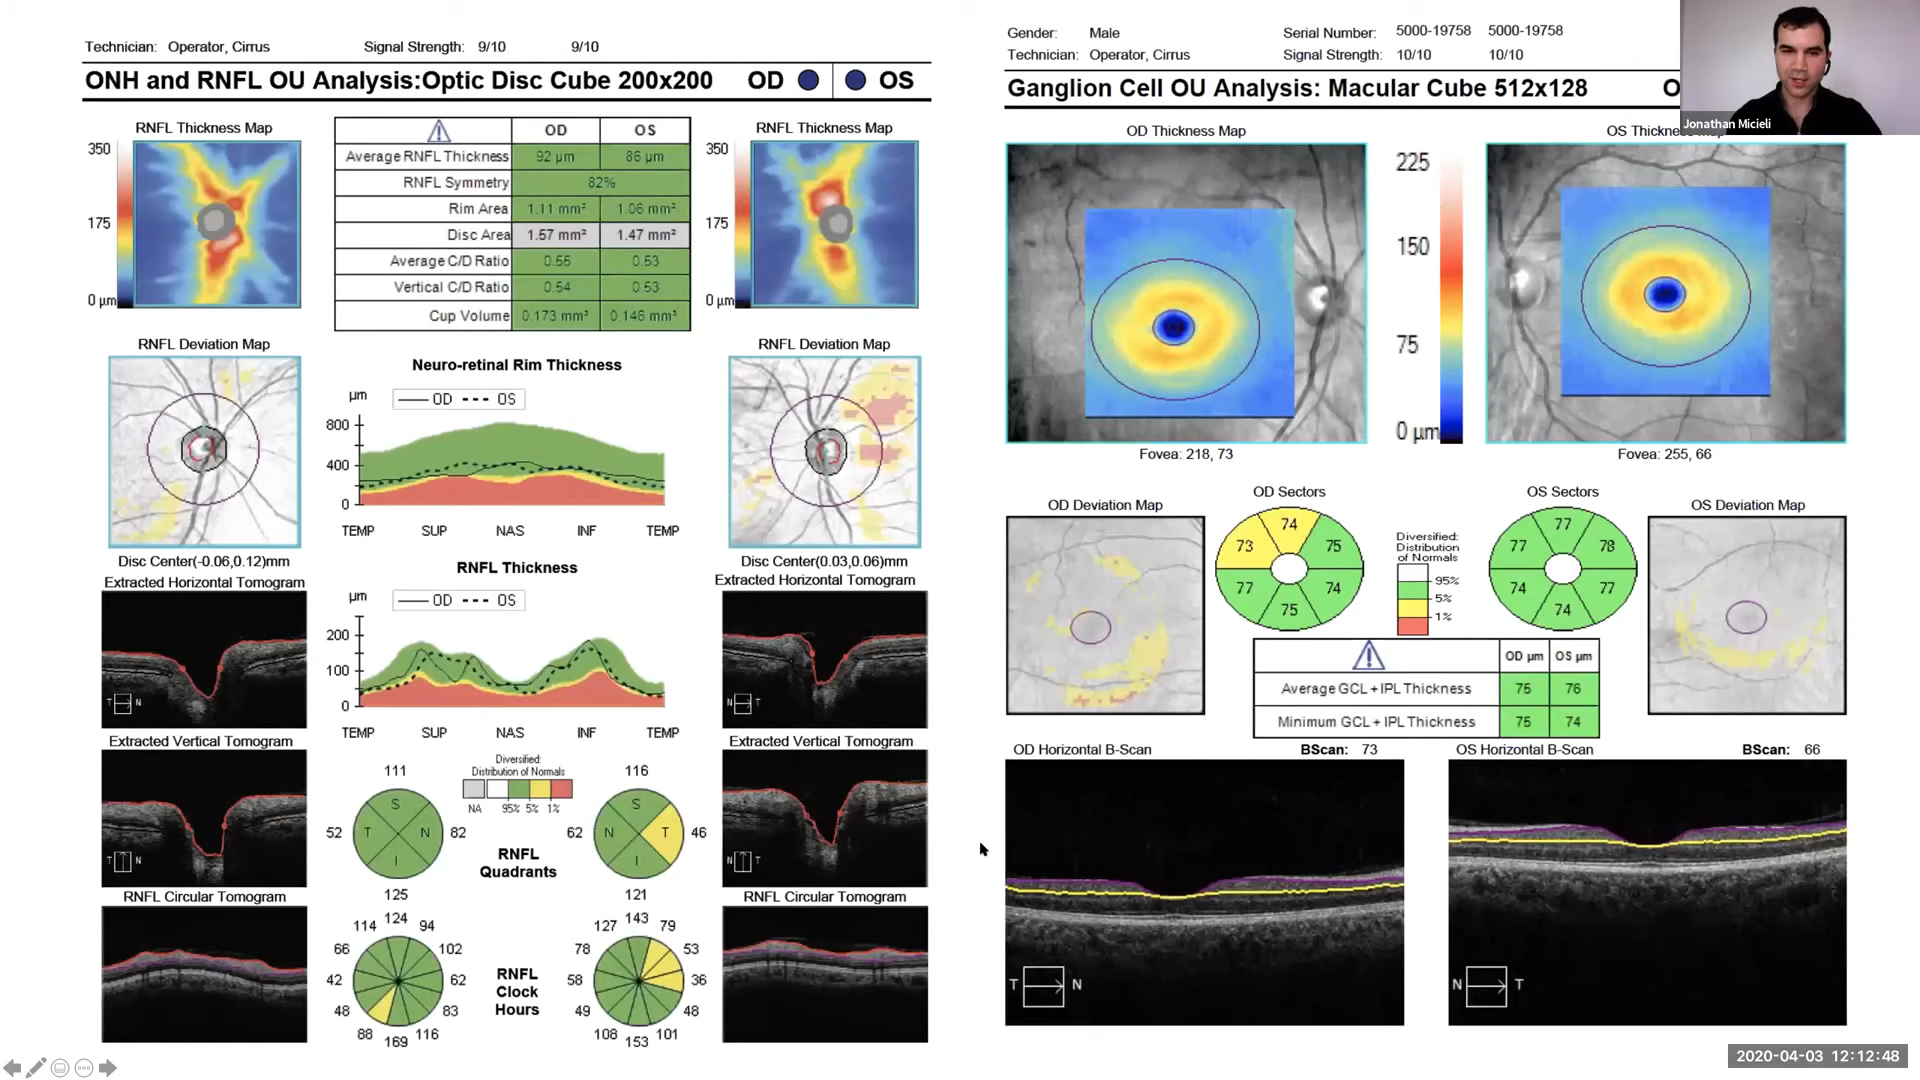 Technician: Operator, Cirrus Signal Strength: 9/10 9/10
ONH and RNFL OU Analysis:Optic Disc Cube 200x200 OD OS
RNFL Thickness Map
350
175
0 µm
OD OS
Average RNFL Thickness 92 µm 86 µm
RNFL Symmetry 82%
Rim Area 1.11 mm² 1.06 mm²
Disc Area 1.57 mm² 1.47 mm²
Average C/D Ratio 0.55 0.53
Vertical C/D Ratio 0.54 0.53
Cup Volume 0.173 mm³ 0.146 mm³
RNFL Thickness Map
350
175
0 µm
RNFL Deviation Map
Disc Center(-0.06,0.12)mm
Extracted Horizontal Tomogram
T N
Extracted Vertical Tomogram
T N
RNFL Circular Tomogram
Neuro-retinal Rim Thickness
µm OD OS
800
400
0
TEMP SUP NAS INF TEMP
RNFL Thickness
µm OD OS
200
100
0
TEMP SUP NAS INF TEMP
Diversified:
Distribution of Normals
NA 95% 5% 1%
111
52 S T N I 82
125
RNFL
Quadrants
116
62 S N T I 46
121
114 124 94
66 102
42 62
48 83
88 169 116
RNFL
Clock
Hours
127 143 79
78 53
58 36
49 48
108 153 101
RNFL Deviation Map
Disc Center(0.03,0.06)mm
Extracted Horizontal Tomogram
N T
Extracted Vertical Tomogram
N T
RNFL Circular Tomogram
Gender: Male Serial Number: 5000-19758 5000-19758
Technician: Operator, Cirrus Signal Strength: 10/10 10/10
Ganglion Cell OU Analysis: Macular Cube 512x128
Jonathan Micieli
OD Thickness Map
225
150
75
0 µm
OS Thickness Map
Fovea: 218, 73
Fovea: 255, 66
OD Deviation Map
OD Sectors
74
73 75
77 74
75
Diversified:
Distribution
of Normals
95%
5%
1%
OS Sectors
77
77 78
74 77
74
OS Deviation Map
OD µm OS µm
Average GCL + IPL Thickness 75 76
Minimum GCL + IPL Thickness 75 74
OD Horizontal B-Scan BScan: 73
T N
OS Horizontal B-Scan BScan: 66
N T
2020-04-03 12:12:48